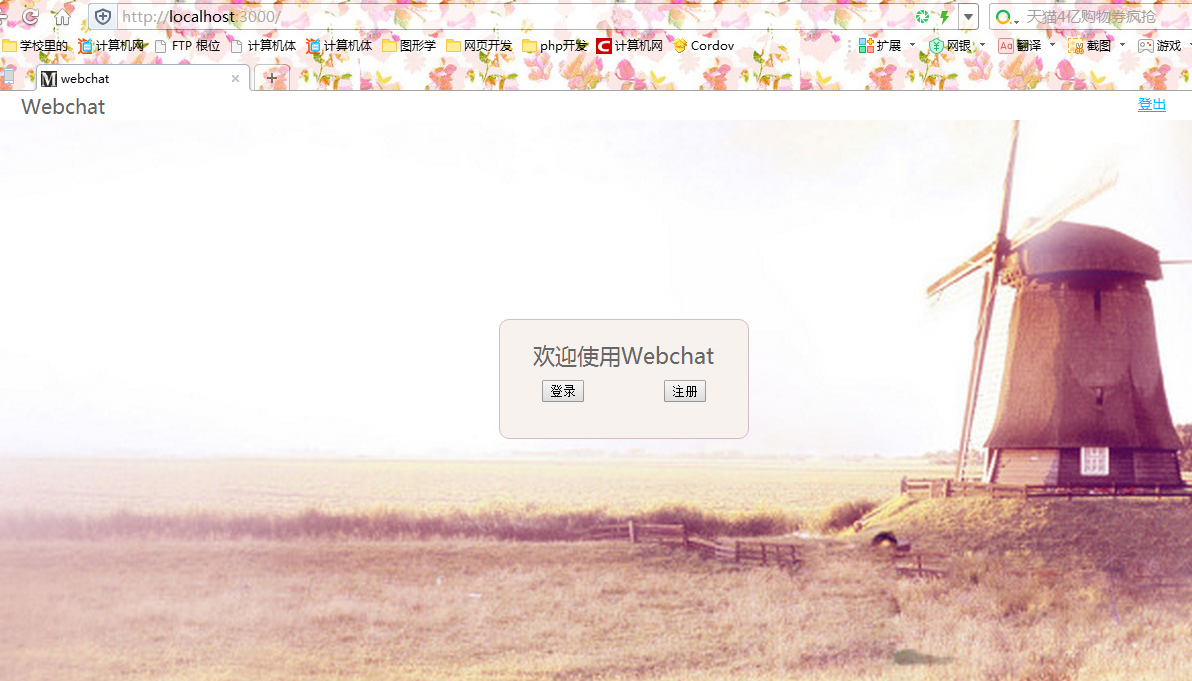 http://localhost:3000/
天猫4亿购物券疯抢
学校里的 计算机网 FTP 根位 计算机体 计算机体 图形学 网页开发 php开发 计算机网 Cordov 扩展 网银 翻译 截图 游戏
webchat
Webchat 登出
欢迎使用Webchat
登录 注册